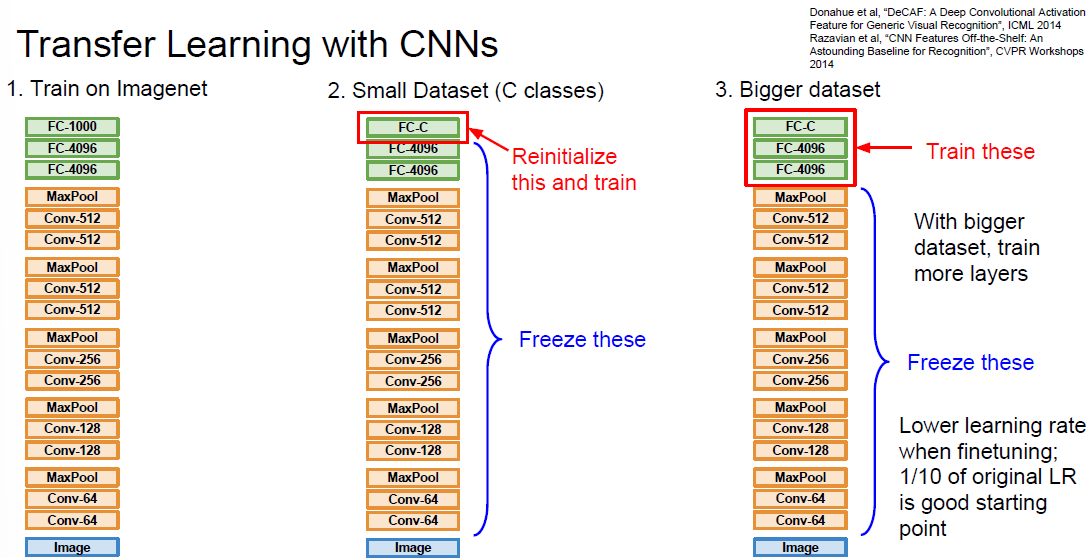 Donahue et al, “DeCAF: A Deep Convolutional Activation
Feature for Generic Visual Recognition”, ICML 2014
Razavian et al, “CNN Features Off-the-Shelf: An
Astounding Baseline for Recognition”, CVPR Workshops
2014
Transfer Learning with CNNs
1. Train on Imagenet
FC-1000
FC-4096
FC-4096
MaxPool
Conv-512
Conv-512
MaxPool
Conv-512
Conv-512
MaxPool
Conv-256
Conv-256
MaxPool
Conv-128
Conv-128
MaxPool
Conv-64
Conv-64
Image
2. Small Dataset (C classes)
FC-C
FC-4096
FC-4096
MaxPool
Conv-512
Conv-512
MaxPool
Conv-512
Conv-512
MaxPool
Conv-256
Conv-256
MaxPool
Conv-128
Conv-128
MaxPool
Conv-64
Conv-64
Image
Reinitialize
this and train
Freeze these
3. Bigger dataset
FC-C
FC-4096
FC-4096
MaxPool
Conv-512
Conv-512
MaxPool
Conv-512
Conv-512
MaxPool
Conv-256
Conv-256
MaxPool
Conv-128
Conv-128
MaxPool
Conv-64
Conv-64
Image
Train these
With bigger
dataset, train
more layers
Freeze these
Lower learning rate
when finetuning;
1/10 of original LR
is good starting
point